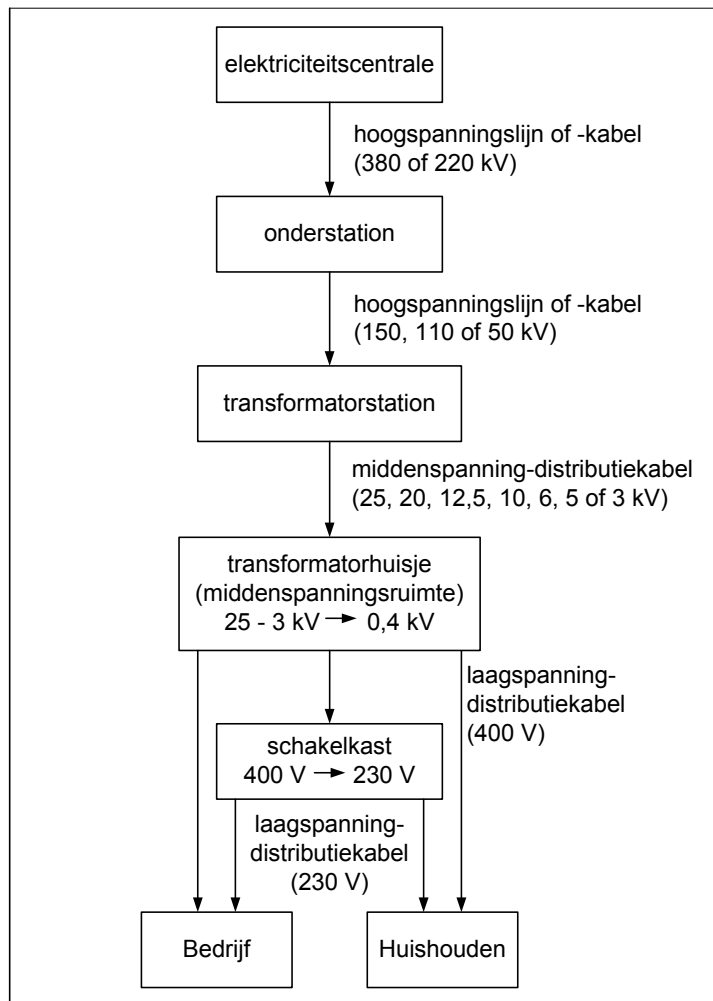 elektriciteitscentrale
hoogspanningslijn of -kabel
(380 of 220 kV)
onderstation
hoogspanningslijn of -kabel
(150, 110 of 50 kV)
transformatorstation
middenspanning-distributiekabel
(25, 20, 12,5, 10, 6, 5 of 3 kV)
transformatorhuisje
(middenspanningsruimte)
25 - 3 kV → 0,4 kV
laagspanning-
distributiekabel
(400 V)
schakelkast
400 V → 230 V
laagspanning-
distributiekabel
(230 V)
Bedrijf
Huishouden